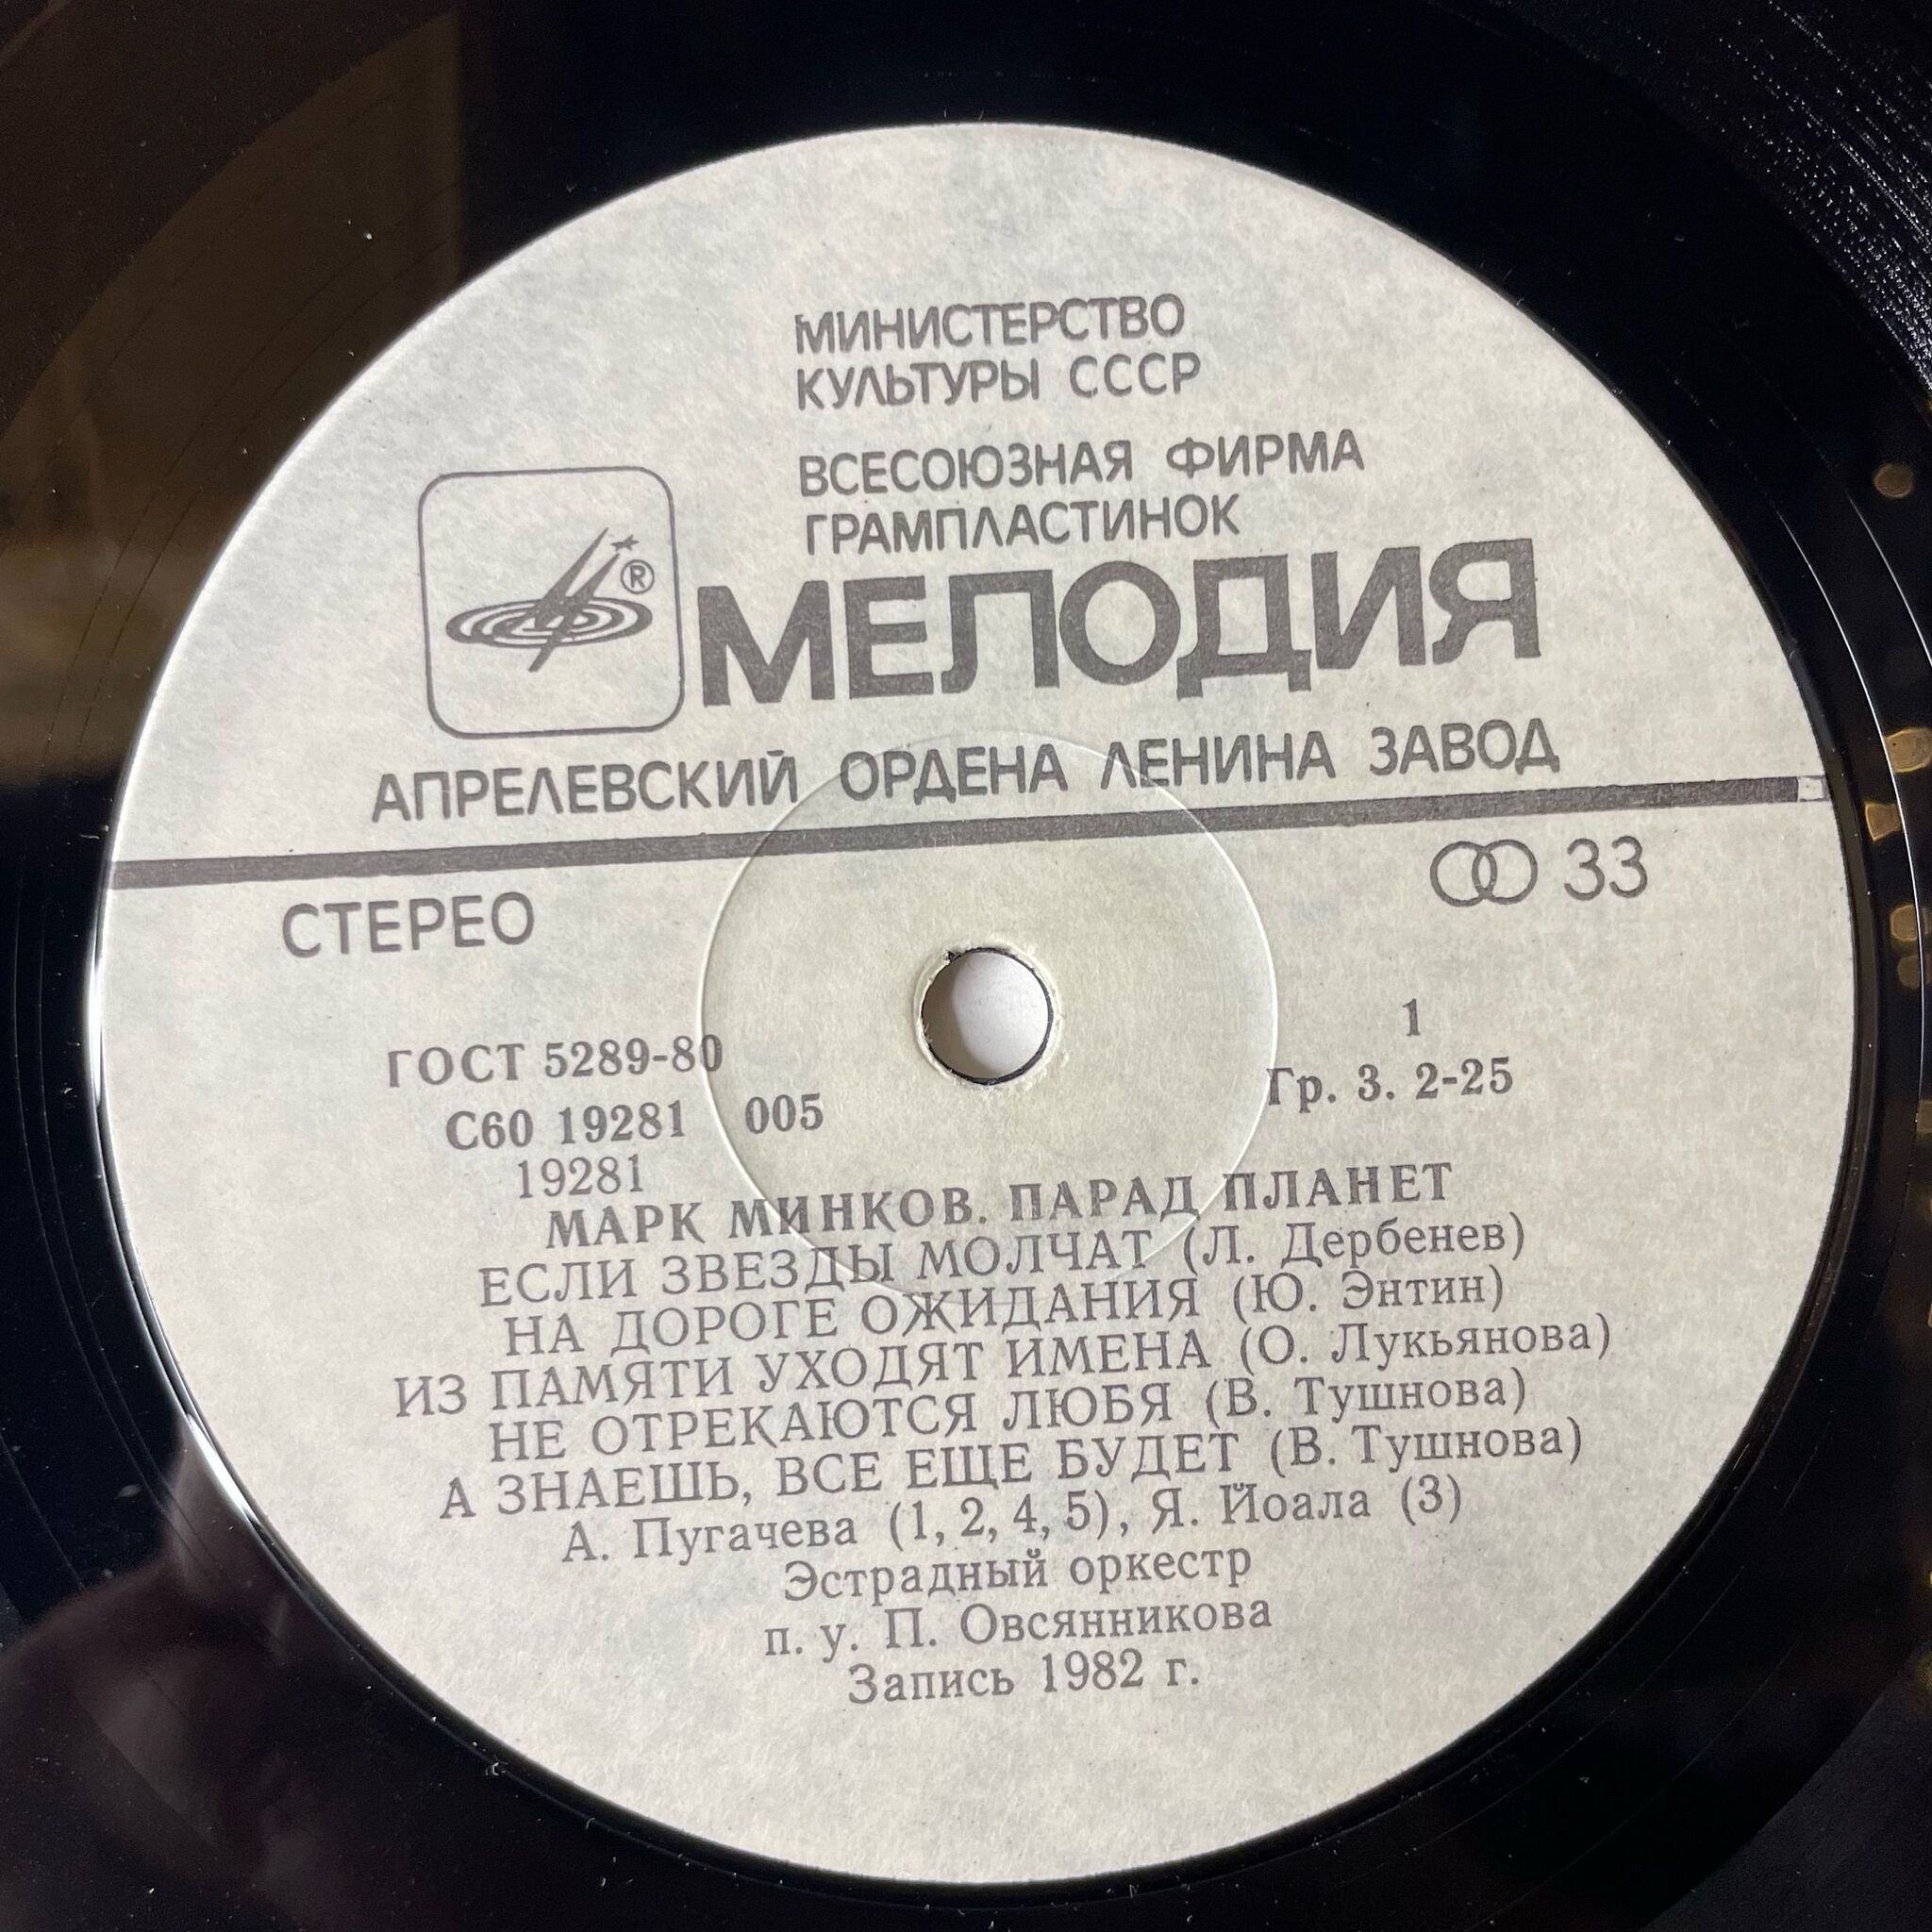 МИНИСТЕРСТВО
КУЛЬТУРЫ СССР
ВСЕСОЮЗНАЯ ФИРМА
ГРАМПЛАСТИНОК
®
МЕЛОДИЯ
АПРЕЛЕВСКИЙ ОРДЕНА ЛЕНИНА ЗАВОД
СТЕРЕО
33
ГОСТ 5289-80
1
С60 19281 005
Гр. 3. 2-25
19281
МАРК МИНКОВ. ПАРАД ПЛАНЕТ
ЕСЛИ ЗВЕЗДЫ МОЛЧАТ (Л. Дербенев)
НА ДОРОГЕ ОЖИДАНИЯ (Ю. Энтин)
ИЗ ПАМЯТИ УХОДЯТ ИМЕНА (О. Лукьянова)
НЕ ОТРЕКАЮТСЯ ЛЮБЯ (В. Тушнова)
А ЗНАЕШЬ, ВСЕ ЕЩЕ БУДЕТ (В. Тушнова)
А. Пугачева (1, 2, 4, 5), Я. Йоала (3)
Эстрадный оркестр
п. у. П. Овсянникова
Запись 1982 г.